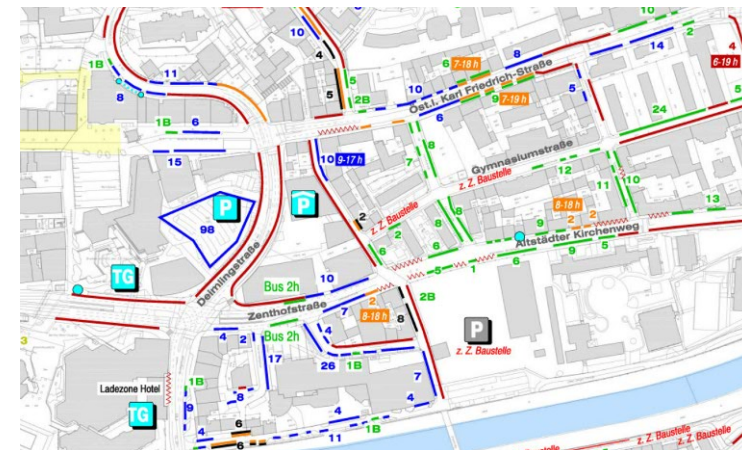 10
4
5
5
2B
6
7-18 h
8
10
2
14
4
6-19 h
1B
11
8
10
Öst.l. Karl Friedrich-Straße
6
9
7-19 h
5
1B
6
15
10
9-17 h
8
7
Gymnasiumstraße
z. Z. Baustelle
12
24
5
11
10
P
P
98
2
z. Z. Baustelle
2
6
6
8
8
8-18 h
2
2
9
Altstädter Kirchenweg
13
TG
Deimlingstraße
5
1
6
9
5
Bus 2h
10
Zenthofstraße
7
2
8-18 h
2B
8
P
z. Z. Baustelle
4
2
Bus 2h
4
26
1B
17
7
3
Ladezone Hotel
1B
TG
9
8
4
6
6
4
11
1B
4
z. Z. Baustelle
z. Z. Baustelle